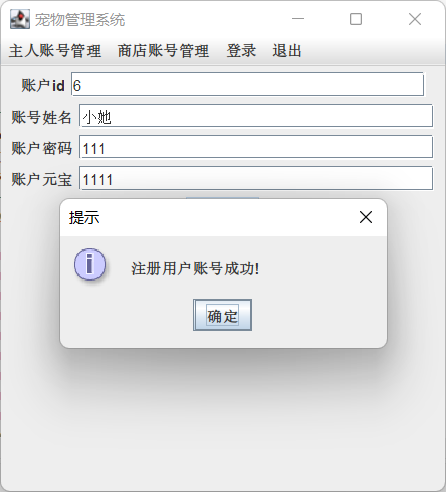 宠物管理系统
主人账号管理 商店账号管理 登录 退出
账户id 6
账号姓名 小她
账户密码 111
账户元宝 1111
提示
注册用户账号成功!
确定